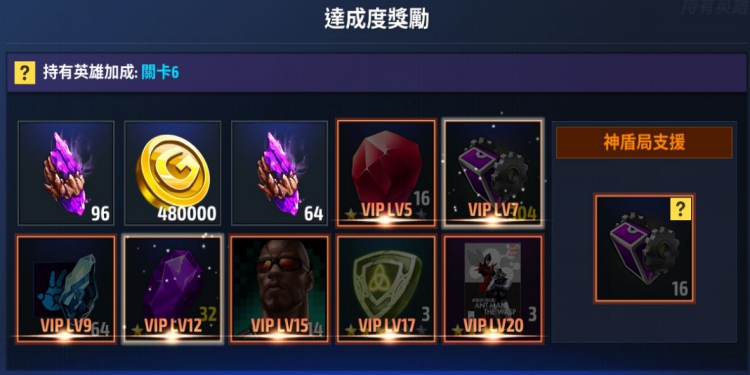 持有英雄
達成度獎勵
? 持有英雄加成: 關卡6
96
480000
64
16
VIP LV5
VIP LV7
04
神盾局支援
?
16
VIP LV9
64
32
VIP LV12
VIP LV15
14
3
VIP LV17
3
VIP LV20
ANT-MAN
THE WASP